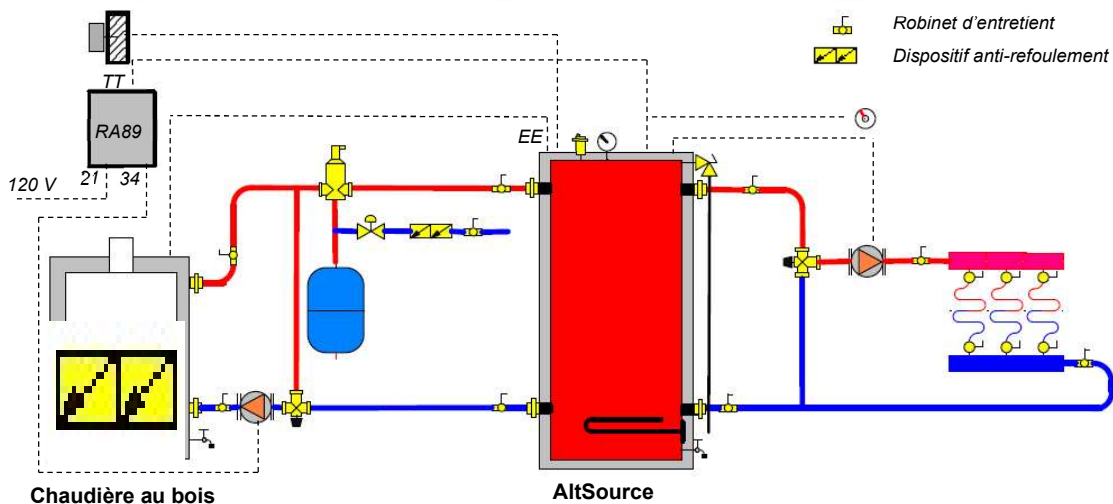 Robinet d'entretient
Dispositif anti-refoulement
TT
RA89
EE
120 V
21
34
Chaudière au bois
AltSource